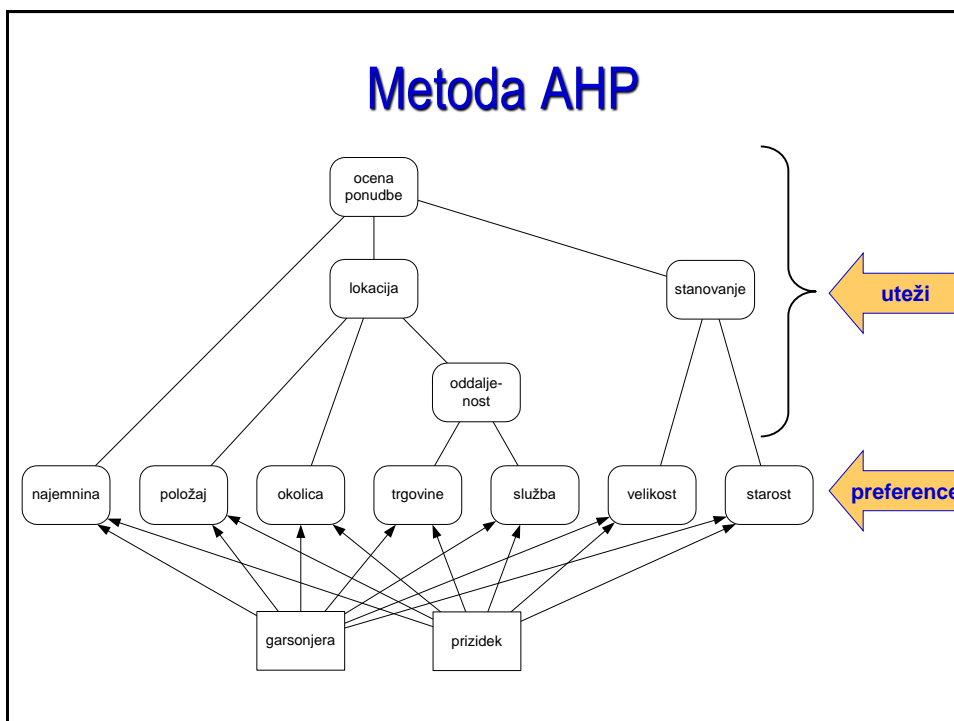 Metoda AHP
ocena
ponudbe
lokacija
stanovanje
uteži
oddalje-
nost
najemnina
položaj
okolica
trgovine
služba
velikost
starost
preference
garsonjera
prizidek